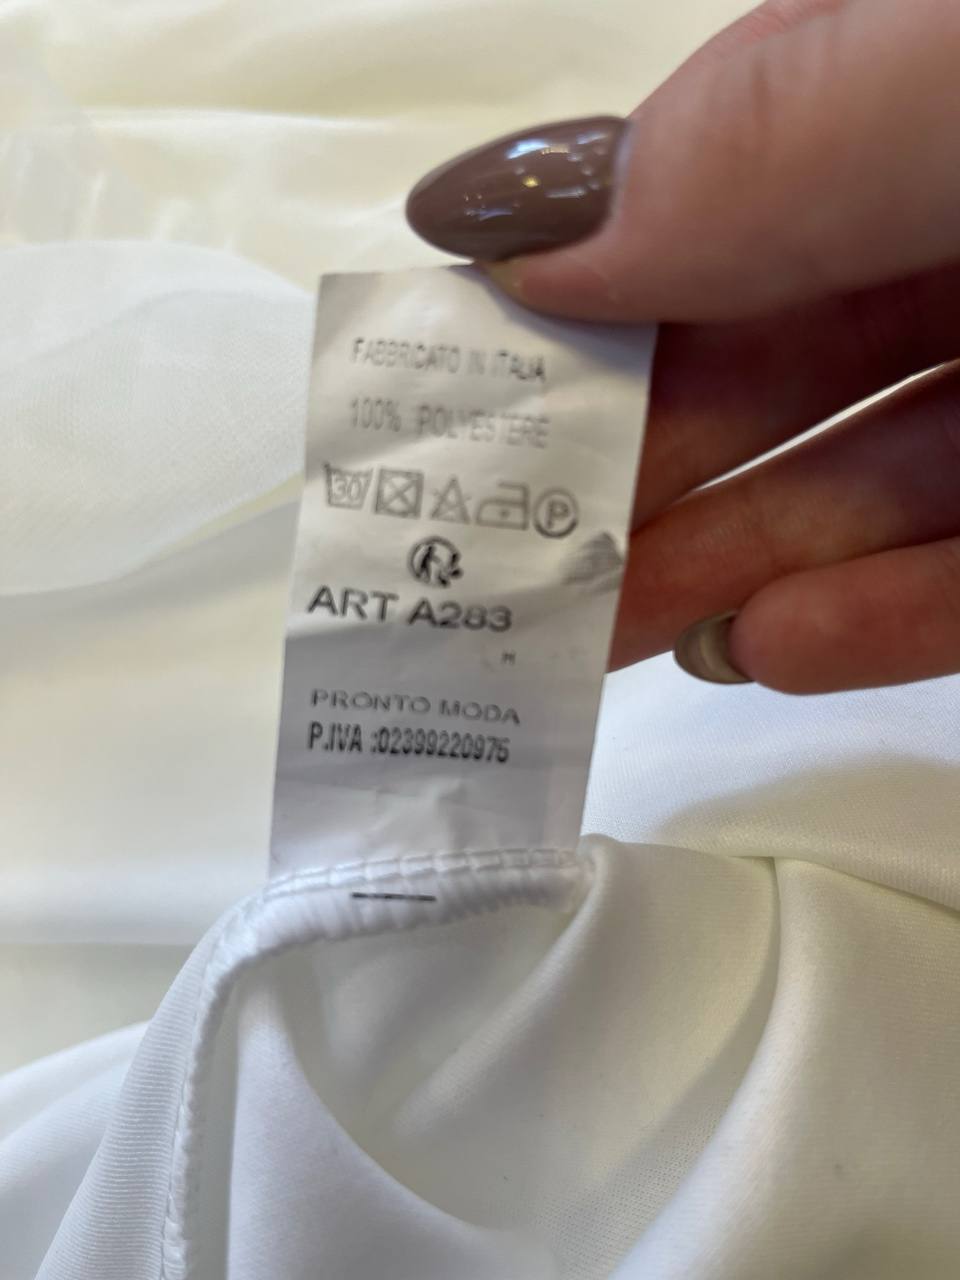 FABBRICATO IN ITALIA
100% POLYESTERE
30 P
ART A283
M
PRONTO MODA
P.IVA :02399220975